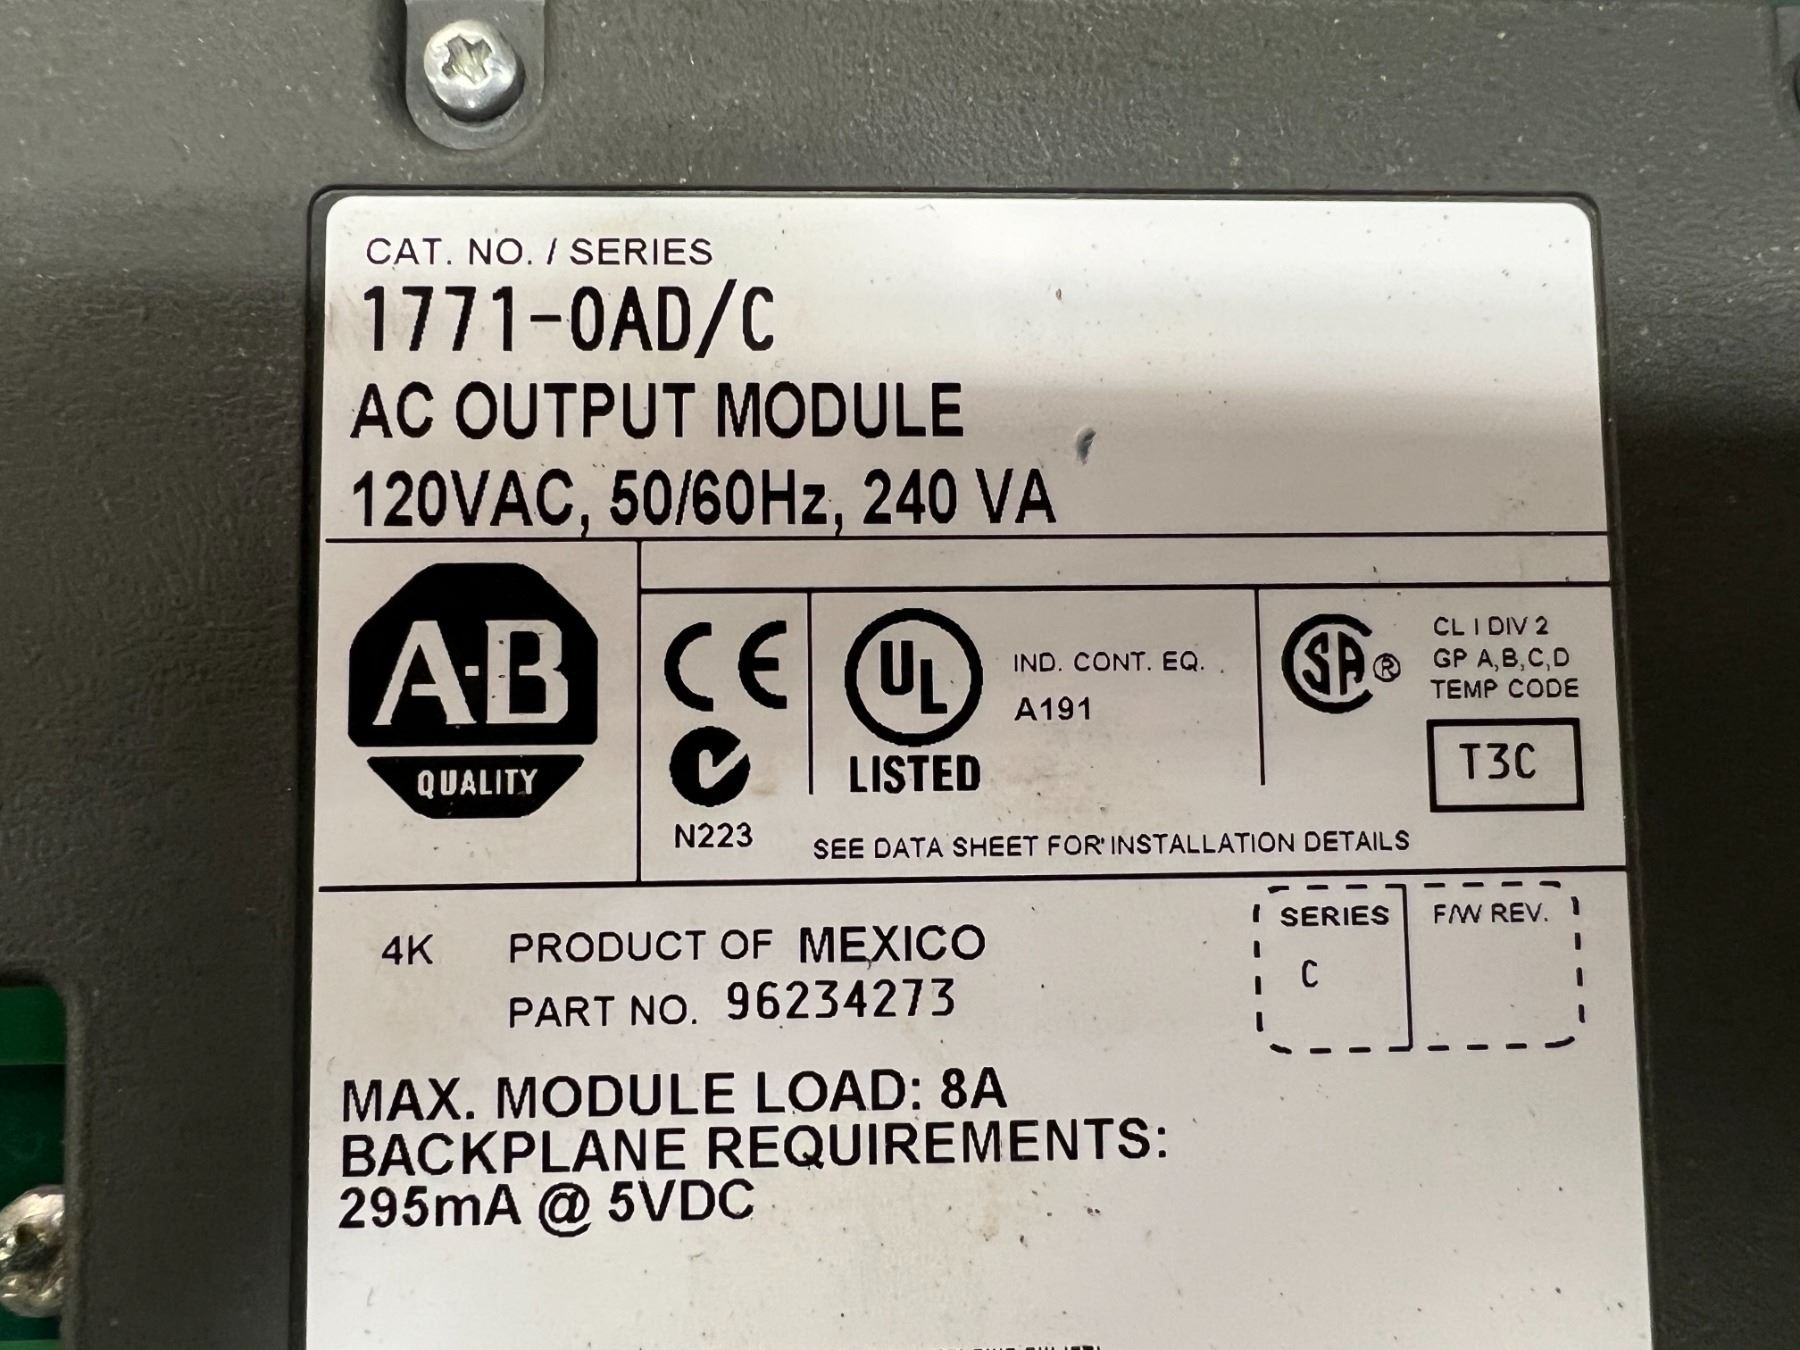 CAT. NO. / SERIES
1771-0AD/C
AC OUTPUT MODULE
120VAC, 50/60Hz, 240 VA
A-B
QUALITY
CE
N223
UL
LISTED
IND. CONT. EQ.
A191
SA ®
CL I DIV 2
GP A,B,C,D
TEMP CODE
T3C
SEE DATA SHEET FOR INSTALLATION DETAILS
4K PRODUCT OF MEXICO
PART NO. 96234273
SERIES
C
F/W REV.
MAX. MODULE LOAD: 8A
BACKPLANE REQUIREMENTS:
295mA @ 5VDC